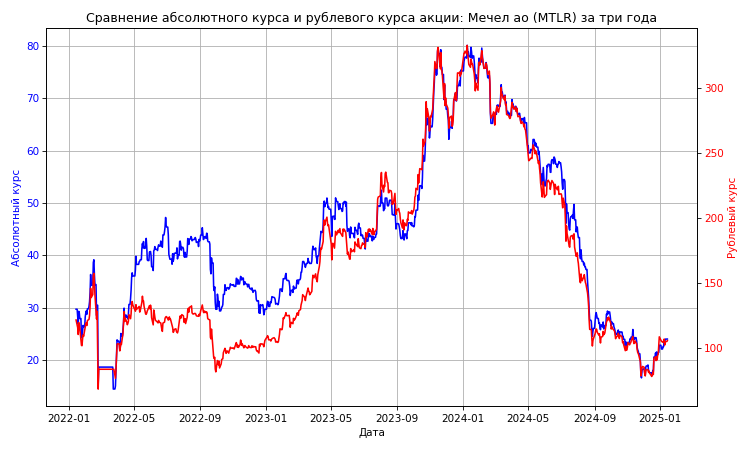 Сравнение абсолютного курса и рублевого курса акции: Мечел ао (MTLR) за три года
80
70
60
50
40
30
20
Абсолютный курс
300
250
200
150
100
Рублевый курс
2022-01 2022-05 2022-09 2023-01 2023-05 2023-09 2024-01 2024-05 2024-09 2025-01
Дата